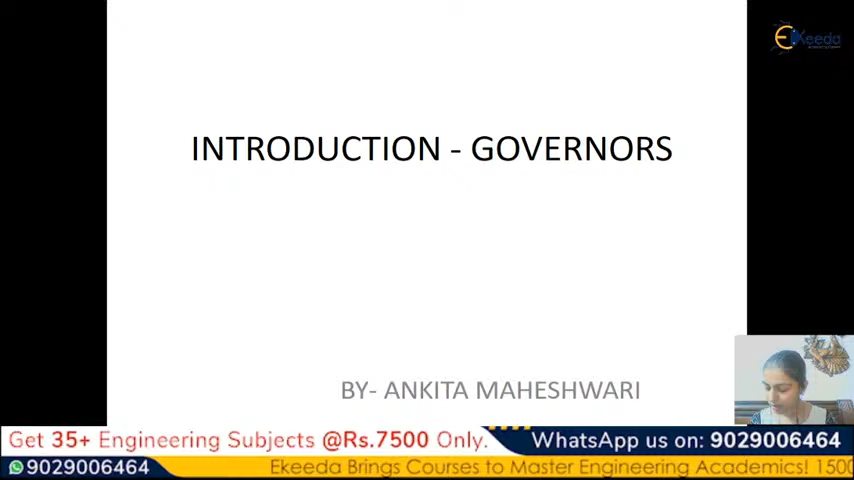 Ekeeda
INTRODUCTION - GOVERNORS
BY- ANKITA MAHESHWARI
Get 35+ Engineering Subjects @Rs.7500 Only.
WhatsApp us on: 9029006464
9029006464
Ekeeda Brings Courses to Master Engineering Academics! 1500